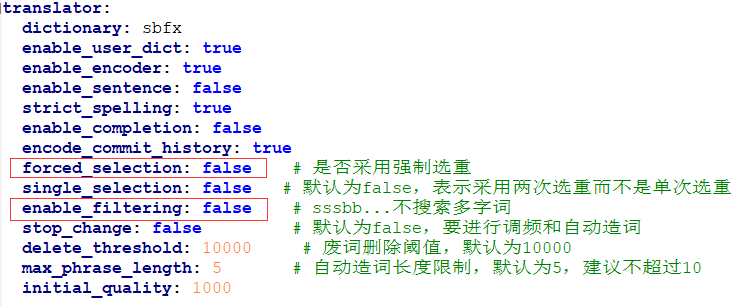 translator:
dictionary: sbfx
enable_user_dict: true
enable_encoder: true
enable_sentence: false
strict_spelling: true
enable_completion: false
encode_commit_history: true
forced_selection: false # 是否采用强制选重
single_selection: false # 默认为false，表示采用两次选重而不是单次选重
enable_filtering: false # sssbb...不搜索多字词
stop_change: false # 默认为false，要进行调频和自动造词
delete_threshold: 10000 # 废词删除阈值，默认为10000
max_phrase_length: 5 # 自动造词长度限制，默认为5，建议不超过10
initial_quality: 1000